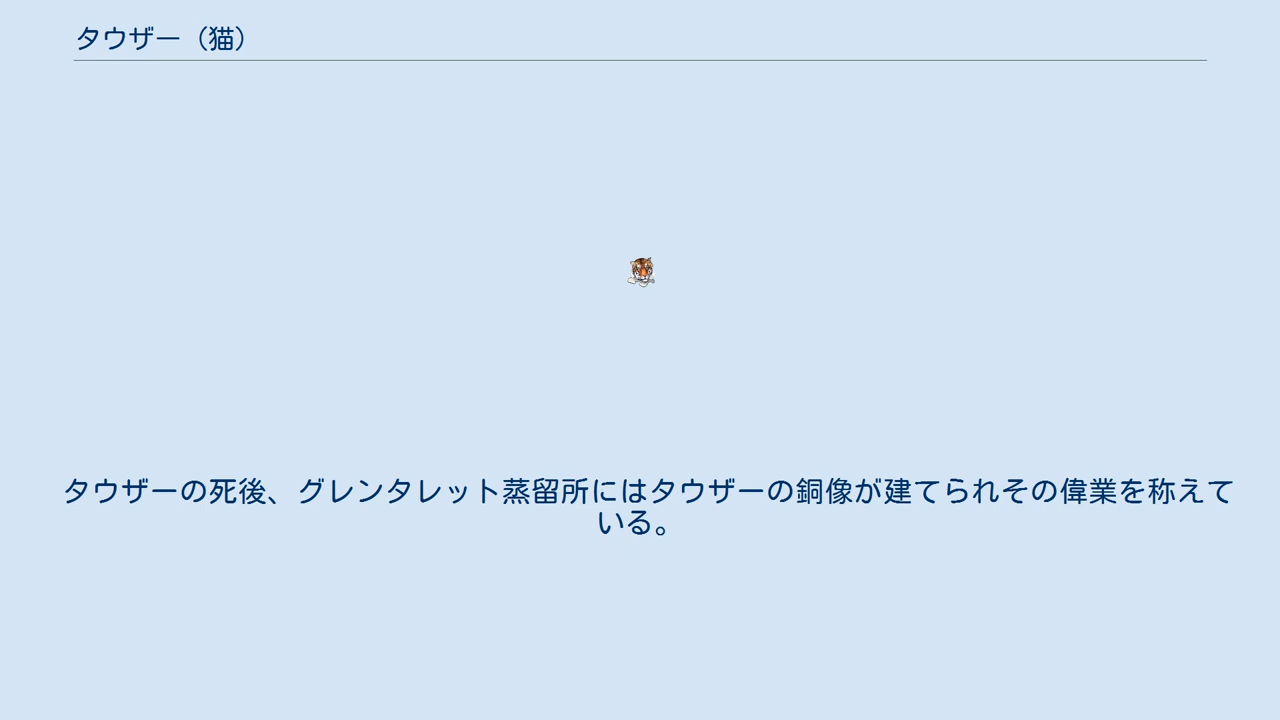 タウザー（猫）
タウザーの死後、グレンタレット蒸留所にはタウザーの銅像が建てられその偉業を称えて
いる。